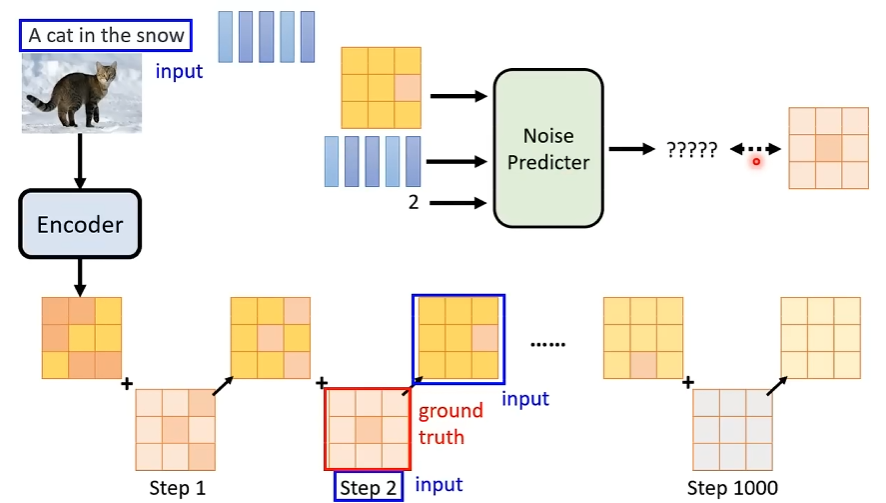 A cat in the snow
input
Noise
Predicter
?????
2
Encoder
+
+
......
+
ground
truth
input
Step 1
Step 2
input
Step 1000